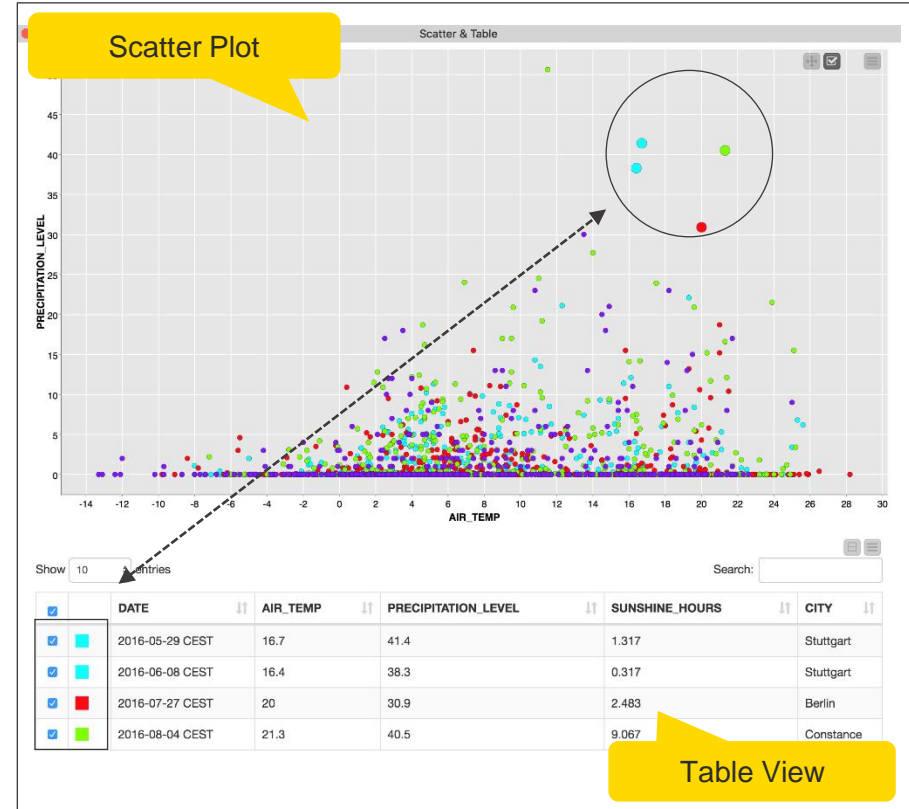 Scatter & Table
Scatter Plot
45
40
35
30
25
20
15
10
5
0
PRECIPITATION_LEVEL
-14 -12 -10 -8 -6 -4 -2 0 2 4 6 8 10 12 14 16 18 20 22 24 26 28 30
AIR_TEMP
Show 10 entries Search:
DATE AIR_TEMP PRECIPITATION_LEVEL SUNSHINE_HOURS CITY
2016-05-29 CEST 16.7 41.4 1.317 Stuttgart
2016-06-08 CEST 16.4 38.3 0.317 Stuttgart
2016-07-27 CEST 20 30.9 2.483 Berlin
2016-08-04 CEST 21.3 40.5 9.067 Constance
Table View